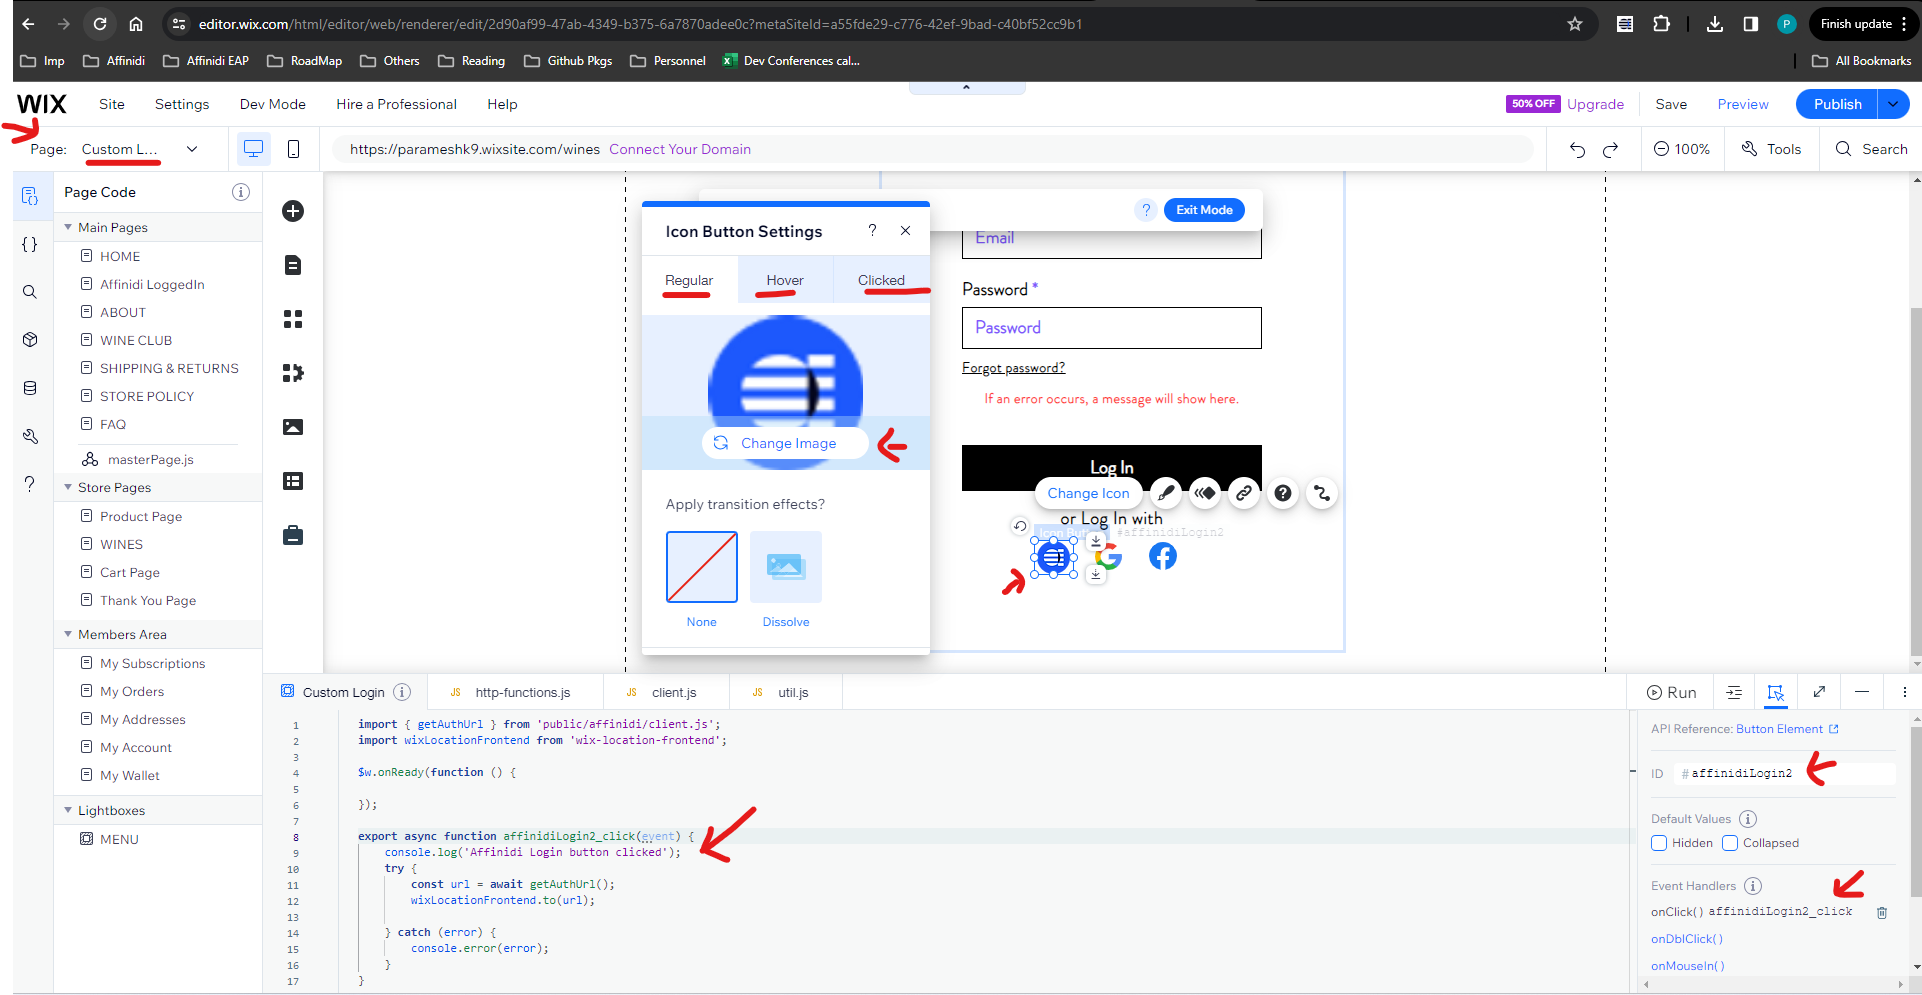 editor.wix.com/html/editor/web/renderer/edit/2d90af99-47ab-4349-b375-6a7870adee0c?metaSiteId=a55fde29-c776-42ef-9bad-c40bf52cc9b1
P
Finish update
Imp
Affinidi
Affinidi EAP
RoadMap
Others
Reading
Github Pkgs
Personnel
Dev Conferences cal...
All Bookmarks
WIX
Site
Settings
Dev Mode
Hire a Professional
Help
50% OFF
Upgrade
Save
Preview
Publish
Page:
Custom L...
https://parameshk9.wixsite.com/wines
Connect Your Domain
100%
Tools
Search
Page Code
Main Pages
HOME
Affinidi LoggedIn
ABOUT
WINE CLUB
SHIPPING & RETURNS
STORE POLICY
FAQ
masterPage.js
Store Pages
Product Page
WINES
Cart Page
Thank You Page
Members Area
My Subscriptions
My Orders
My Addresses
My Account
My Wallet
Lightboxes
MENU
Icon Button Settings
?
Regular
Hover
Clicked
Change Image
Apply transition effects?
None
Dissolve
?
Exit Mode
Email
Password *
Password
Forgot password?
If an error occurs, a message will show here.
Log In
Change Icon
or Log In with
Icon Button
#affinidiLogin2
Custom Login
JS http-functions.js
JS client.js
JS util.js
Run
1 import { getAuthUrl } from 'public/affinidi/client.js';
2 import wixLocationFrontend from 'wix-location-frontend';
3
4 $w.onReady(function () {
5
6 });
7
8 export async function affinidiLogin2_click(event) {
9 console.log('Affinidi Login button clicked');
10 try {
11 const url = await getAuthUrl();
12 wixLocationFrontend.to(url);
13
14 } catch (error) {
15 console.error(error);
16 }
17 }
API Reference: Button Element
ID # affinidiLogin2
Default Values
Hidden
Collapsed
Event Handlers
onClick() affinidiLogin2_click
onDblClick()
onMouseIn()